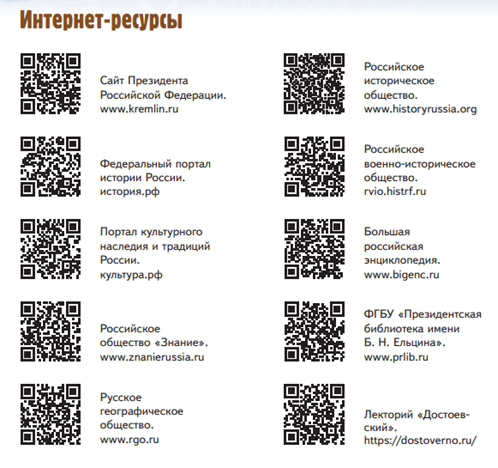 Интернет-ресурсы
Сайт Президента
Российской Федерации.
www.kremlin.ru
Федеральный портал
истории России.
история.рф
Портал культурного
наследия и традиций
России.
культура.рф
Российское
общество «Знание».
www.znanierussia.ru
Русское
географическое
общество.
www.rgo.ru
Российское
историческое
общество.
www.historyrussia.org
Российское
военно-историческое
общество.
rvio.histrf.ru
Большая
российская
энциклопедия.
www.bigenc.ru
ФГБУ «Президентская
библиотека имени
Б. Н. Ельцина».
www.prlib.ru
Лекторий «Достоев-
ский».
https://dostoverno.ru/